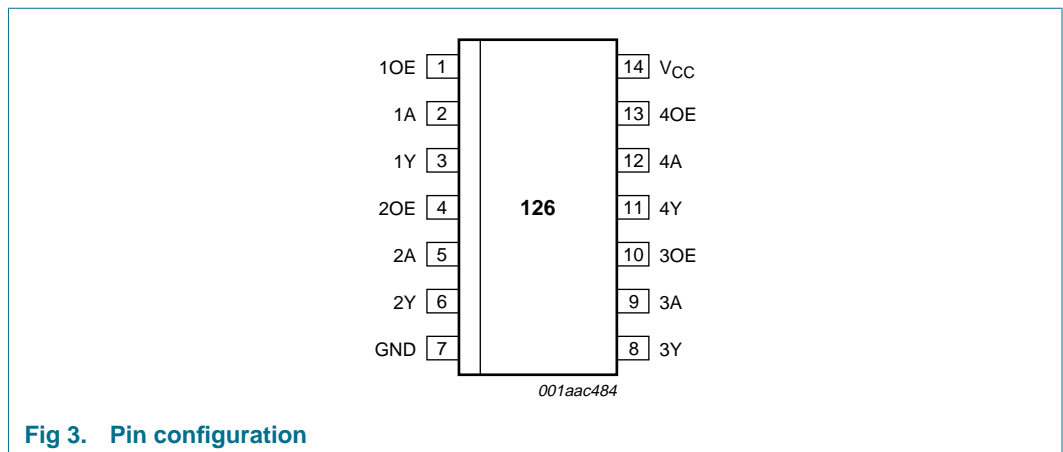 1OE 1 14 VCC
1A 2 13 4OE
1Y 3 12 4A
2OE 4 126 11 4Y
2A 5 10 3OE
2Y 6 9 3A
GND 7 8 3Y
001aac484
Fig 3. Pin configuration